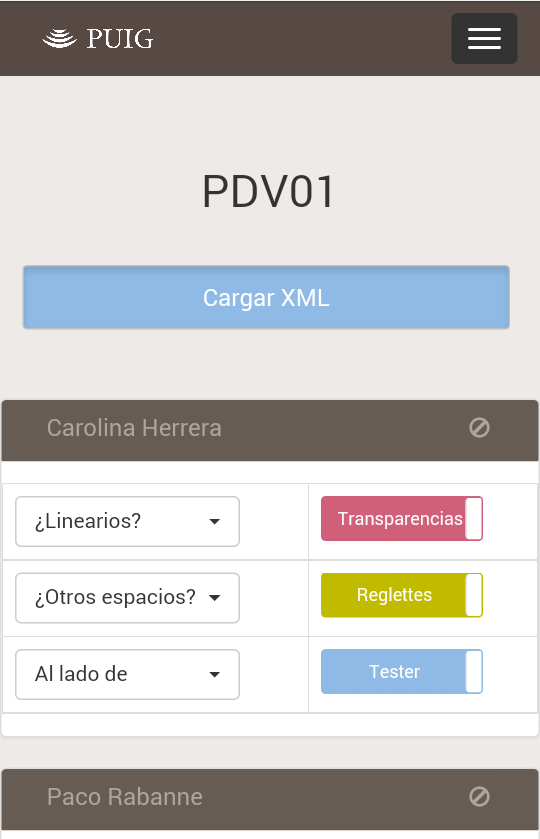 PUIG
PDV01
Cargar XML
Carolina Herrera
¿Linearios?
Transparencias
¿Otros espacios?
Reglettes
Al lado de
Tester
Paco Rabanne